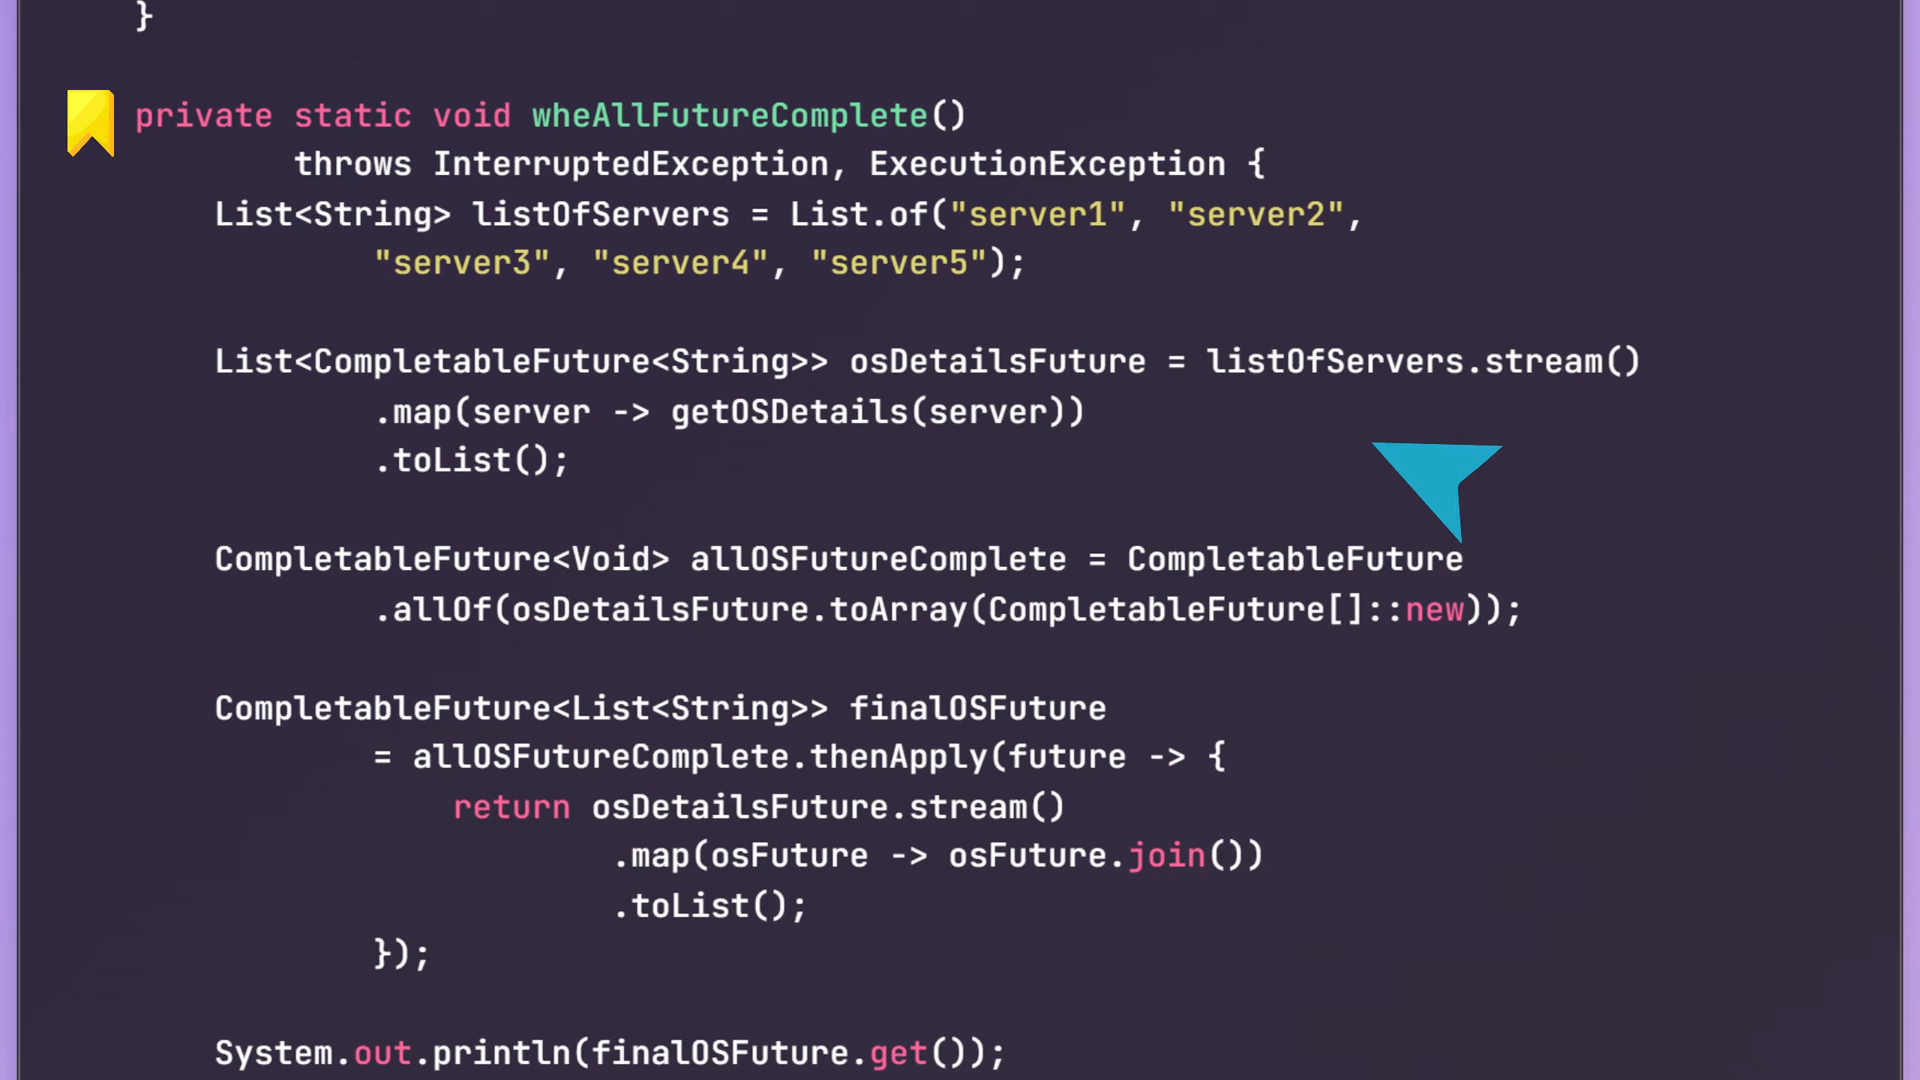 }
private static void wheAllFutureComplete()
throws InterruptedException, ExecutionException {
List<String> listOfServers = List.of("server1", "server2",
"server3", "server4", "server5");
List<CompletableFuture<String>> osDetailsFuture = listOfServers.stream()
.map(server -> getOSDetails(server))
.toList();
CompletableFuture<Void> allOSFutureComplete = CompletableFuture
.allOf(osDetailsFuture.toArray(CompletableFuture[]::new));
CompletableFuture<List<String>> finalOSFuture
= allOSFutureComplete.thenApply(future -> {
return osDetailsFuture.stream()
.map(osFuture -> osFuture.join())
.toList();
});
System.out.println(finalOSFuture.get());